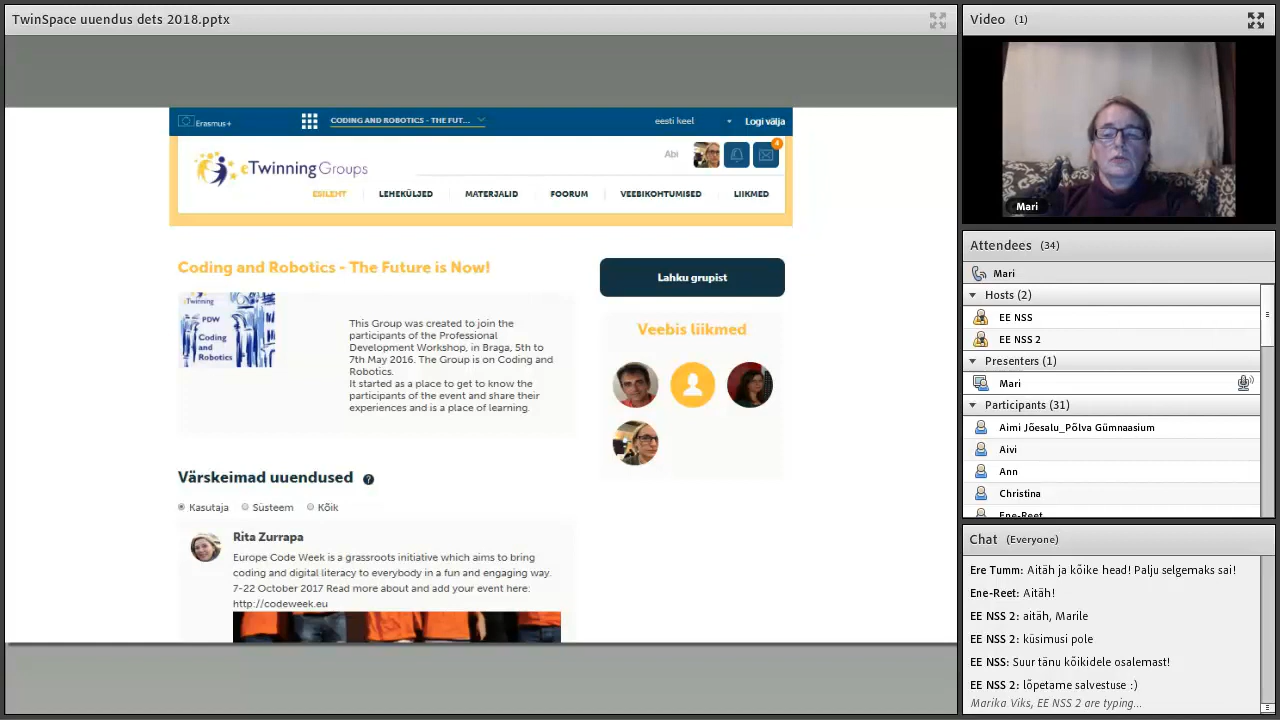 TwinSpace uuendus dets 2018.pptx
Erasmus+
CODING AND ROBOTICS - THE FUT...
eesti keel
Logi välja
eTwinning Groups
Abi
4
ESILEHT
LEHEKÜLJED
MATERJALID
FOORUM
VEEBIKOHTUMISED
LIIKMED
Coding and Robotics - The Future is Now!
eTwinning
PDW
Coding
and
Robotics
This Group was created to join the
participants of the Professional
Development Workshop, in Braga, 5th to
7th May 2016. The Group is on Coding and
Robotics.
It started as a place to get to know the
participants of the event and share their
experiences and is a place of learning.
Lahku grupist
Veebis liikmed
Värskeimad uuendused ?
Kasutaja
Süsteem
Kõik
Rita Zurrapa
Europe Code Week is a grassroots initiative which aims to bring
coding and digital literacy to everybody in a fun and engaging way.
7-22 October 2017 Read more about and add your event here:
http://codeweek.eu
Video (1)
Mari
Attendees (34)
Mari
Hosts (2)
EE NSS
EE NSS 2
Presenters (1)
Mari
Participants (31)
Aimi Jõesalu_Põlva Gümnaasium
Aivi
Ann
Christina
Ene-Reet
Chat (Everyone)
Ere Tumm: Aitäh ja kõike head! Palju selgemaks sai!
Ene-Reet: Aitäh!
EE NSS 2: aitäh, Marile
EE NSS 2: küsimusi pole
EE NSS: Suur tänu kõikidele osalemast!
EE NSS 2: lõpetame salvestuse :)
Marika Viks, EE NSS 2 are typing...